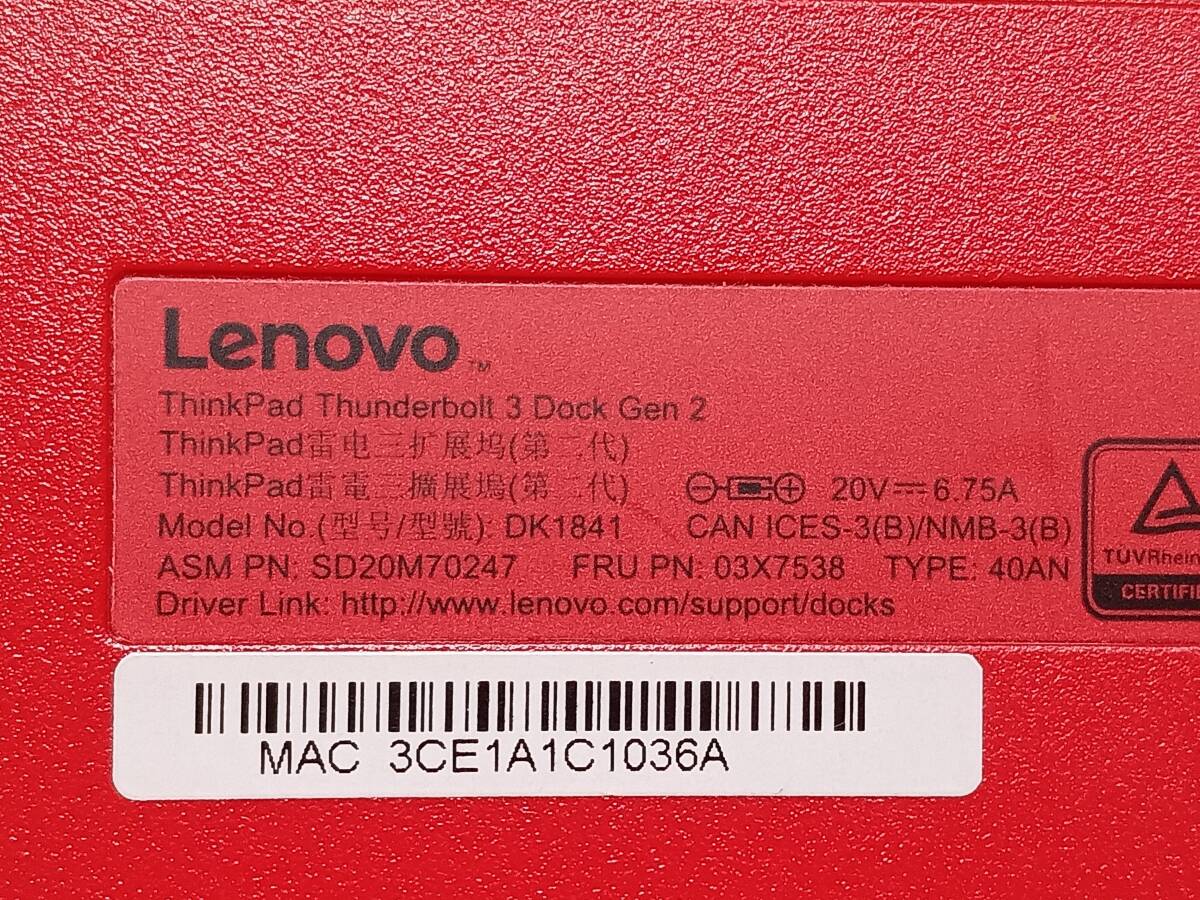 Lenovo™
ThinkPad Thunderbolt 3 Dock Gen 2
ThinkPad雷电三扩展坞(第二代)
ThinkPad雷電三擴展塢(第二代)
20V⎓6.75A
Model No.(型号/型號): DK1841 CAN ICES-3(B)/NMB-3(B)
ASM PN: SD20M70247 FRU PN: 03X7538 TYPE: 40AN
Driver Link: http://www.lenovo.com/support/docks
TÜVRhein
CERTIFI
MAC 3CE1A1C1036A